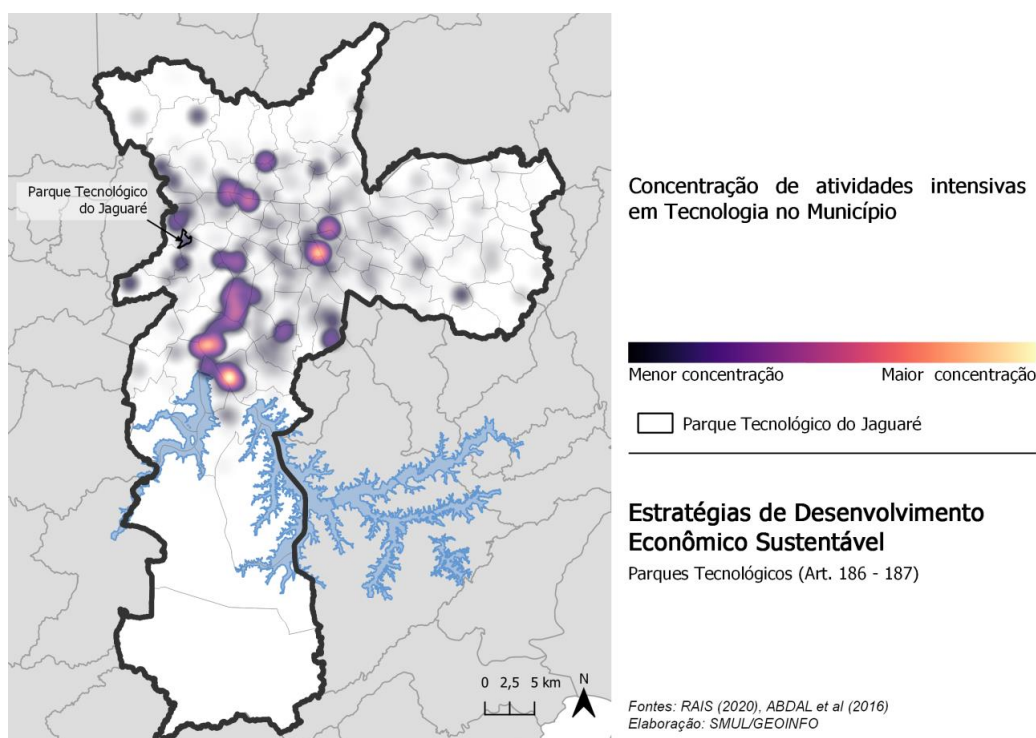 Parque Tecnológico
do Jaguaré
Concentração de atividades intensivas
em Tecnologia no Município
Menor concentração
Maior concentração
Parque Tecnológico do Jaguaré
Estratégias de Desenvolvimento
Econômico Sustentável
Parques Tecnológicos (Art. 186 - 187)
0 2,5 5 km
N
Fontes: RAIS (2020), ABDAL et al (2016)
Elaboração: SMUL/GEOINFO